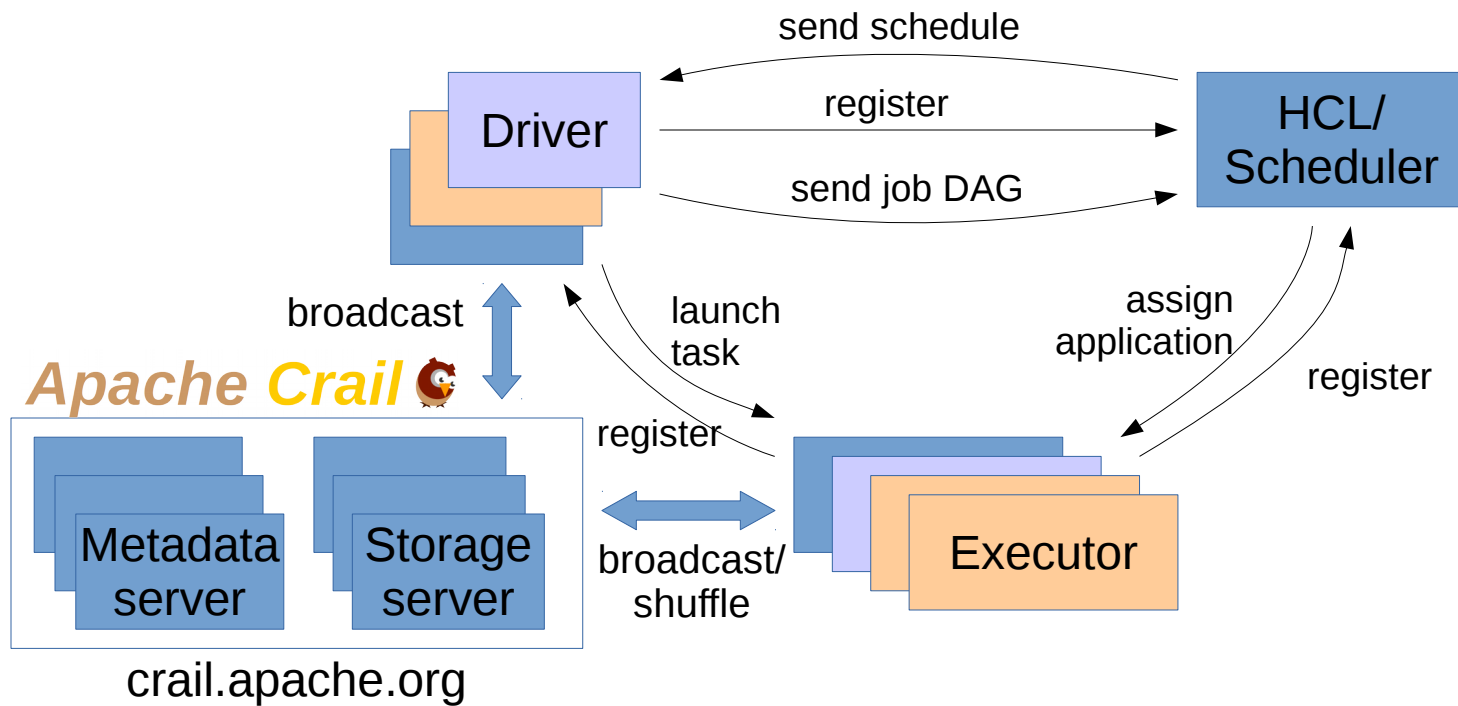 send schedule
register
send job DAG
Driver
HCL/
Scheduler
broadcast
launch
task
assign
application
register
Apache Crail
register
Metadata
server
Storage
server
broadcast/
shuffle
Executor
crail.apache.org